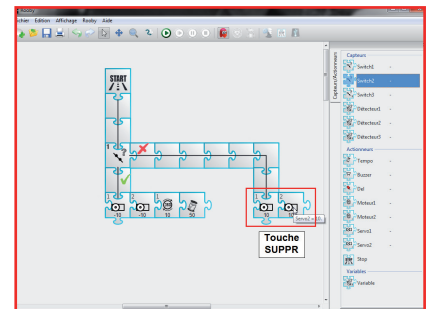 chier Edition Affichage Rooby Aide
START
1
?
1 2 1
-10 -10 10 50
1 2
10 10
Servo2 = 10
Touche
SUPPR
Capteurs/Actionneurs
Capteurs
Switch1 -
Switch2 -
Switch3 -
Détecteur1 -
Détecteur2 -
Détecteur3 -
Actionneurs
Tempo -
Buzzer -
Del -
Moteur1 -
Moteur2 -
Servo1 -
Servo2 -
Stop
Variables
Variable -